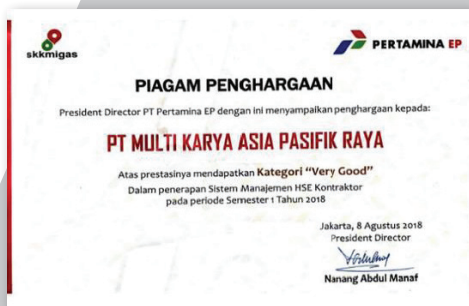 skkmigas
PERTAMINA EP
PIAGAM PENGHARGAAN
President Director PT Pertamina EP dengan ini menyampaikan penghargaan kepada:
PT MULTI KARYA ASIA PASIFIK RAYA
Atas prestasinya mendapatkan Kategori “Very Good”
Dalam penerapan Sistem Manajemen HSE Kontraktor
pada periode Semester 1 Tahun 2018
Jakarta, 8 Agustus 2018
President Director
Nanang Abdul Manaf